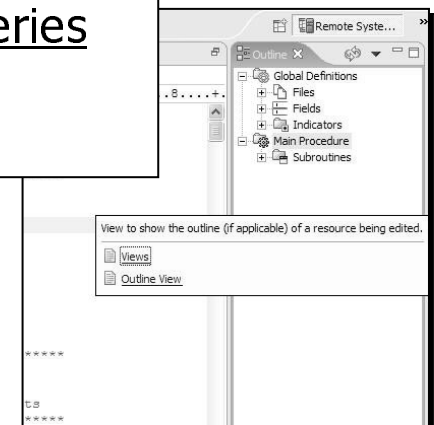 eries
Remote Syste... »
Outline
.8....+.
Global Definitions
Files
Fields
Indicators
Main Procedure
Subroutines
View to show the outline (if applicable) of a resource being edited.
Views
Outline View
*****
ts
*****